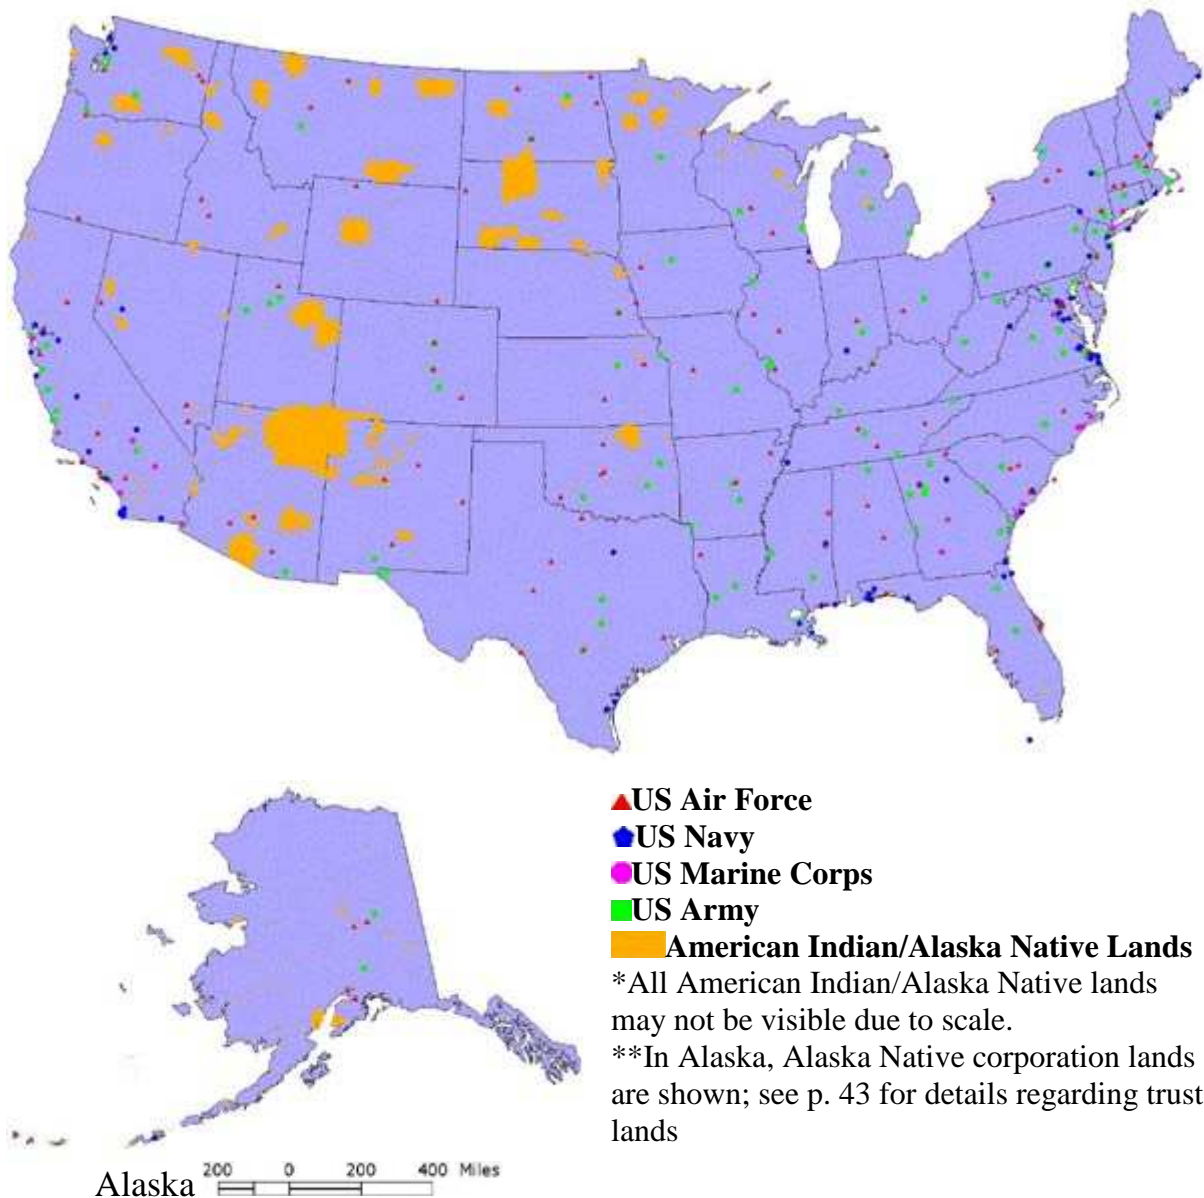 US Air Force
US Navy
US Marine Corps
US Army
American Indian/Alaska Native Lands
*All American Indian/Alaska Native lands
may not be visible due to scale.
**In Alaska, Alaska Native corporation lands
are shown; see p. 43 for details regarding trust
lands
200 0 200 400 Miles
Alaska